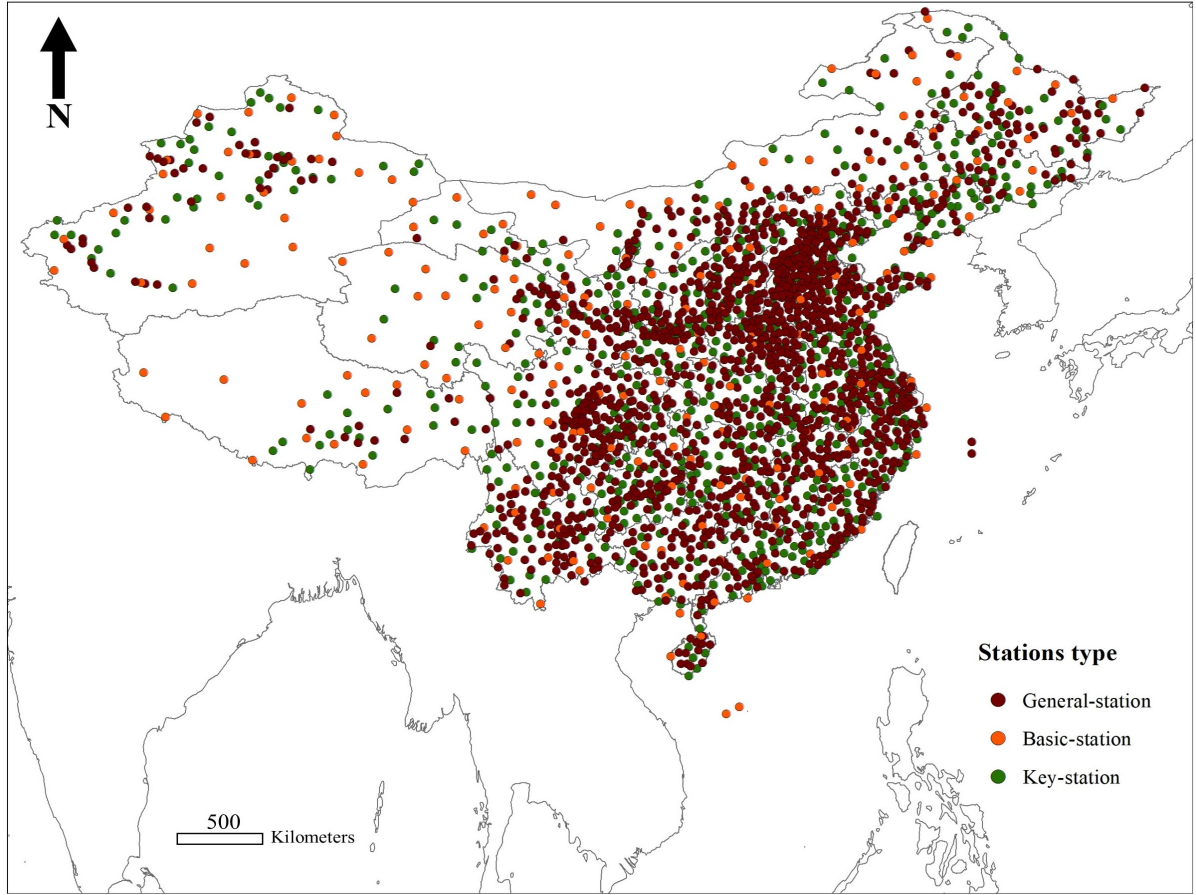 N
Stations type
General-station
Basic-station
Key-station
500
Kilometers